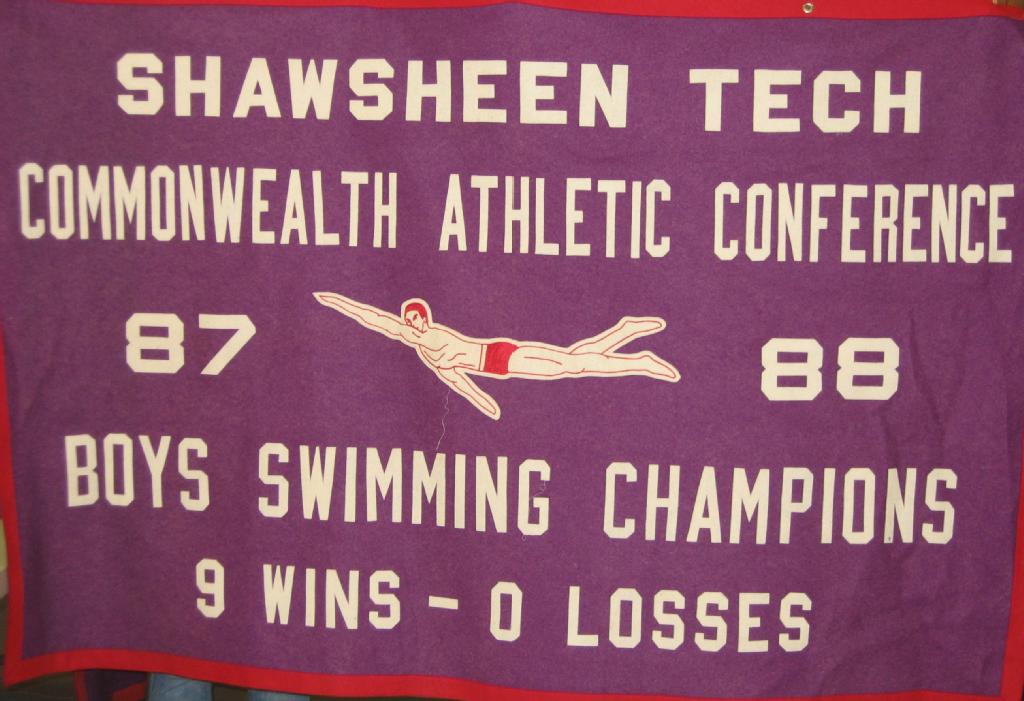 SHAWSHEEN TECH
COMMONWEALTH ATHLETIC CONFERENCE
87 88
BOYS SWIMMING CHAMPIONS
9 WINS - 0 LOSSES